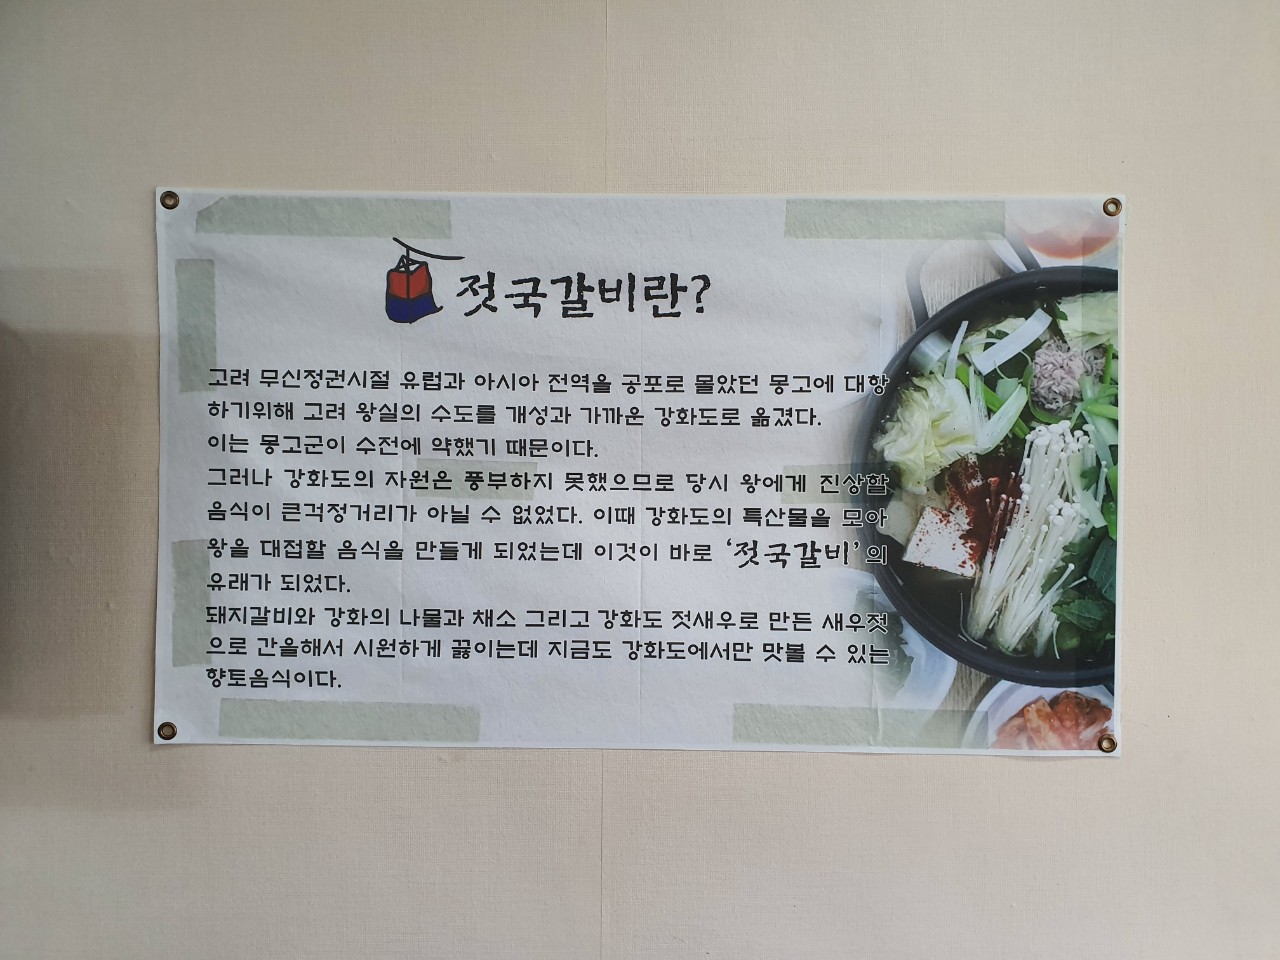 젓국갈비란?
고려 무신정권시절 유럽과 아시아 전역을 공포로 몰았던 몽고에 대항
하기위해 고려 왕실의 수도를 개성과 가까운 강화도로 옮겼다.
이는 몽고군이 수전에 약했기 때문이다.
그러나 강화도의 자원은 풍부하지 못했으므로 당시 왕에게 진상할
음식이 큰걱정거리가 아닐 수 없었다. 이때 강화도의 특산물을 모아
왕을 대접할 음식을 만들게 되었는데 이것이 바로 ‘젓국갈비’의
유래가 되었다.
돼지갈비와 강화의 나물과 채소 그리고 강화도 젓새우로 만든 새우젓
으로 간을해서 시원하게 끓이는데 지금도 강화도에서만 맛볼 수 있는
향토음식이다.